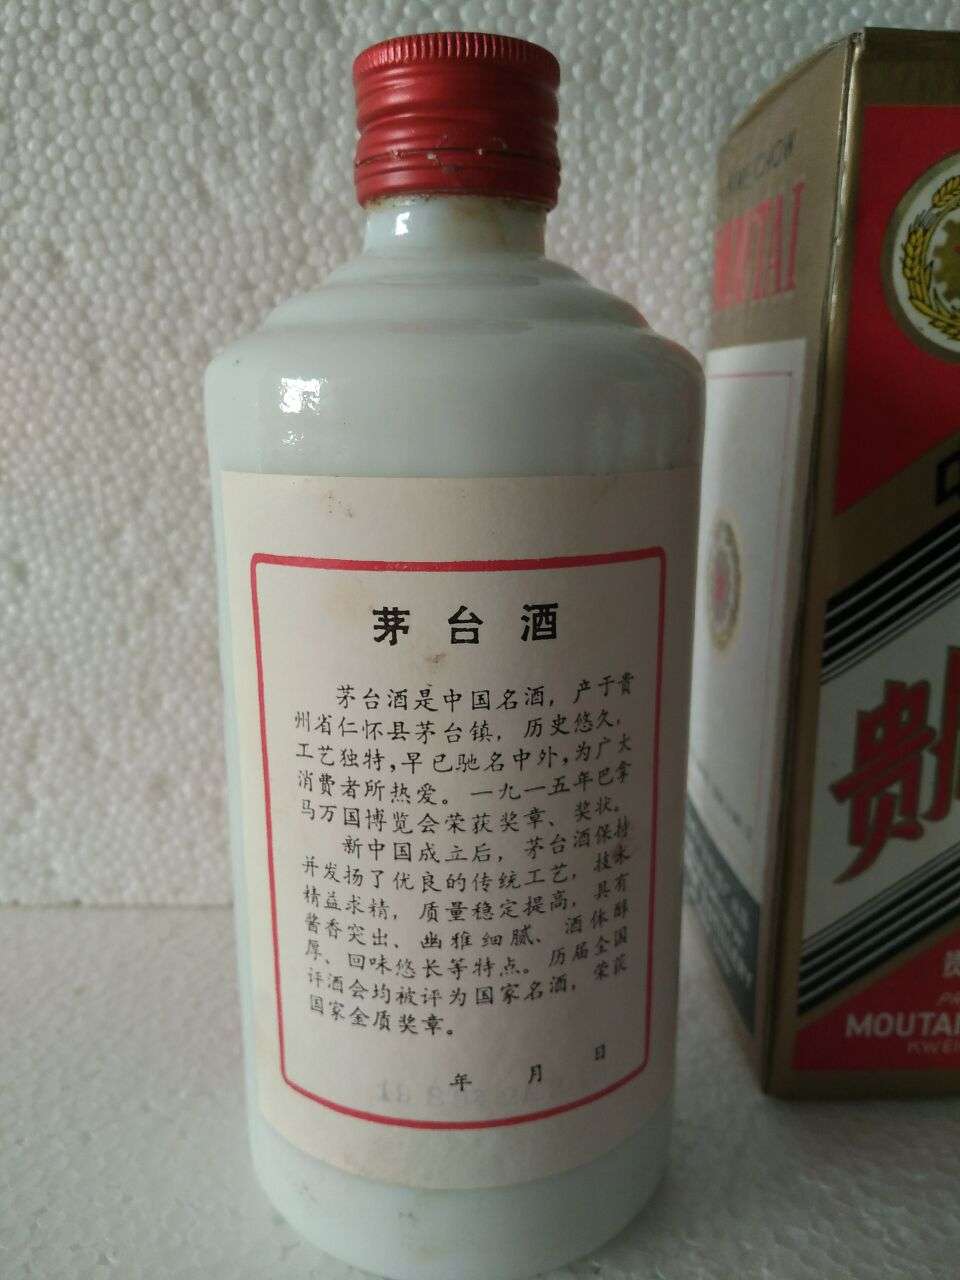 茅台酒
茅台酒是中国名酒，产于贵
州省仁怀县茅台镇，历史悠久，
工艺独特，早已驰名中外，为广大
消费者所热爱。一九一五年巴拿
马万国博览会荣获奖章、奖状。
新中国成立后，茅台酒保持
并发扬了优良的传统工艺，技术
精益求精，质量稳定提高，具有
酱香突出、幽雅细腻、酒体醇
厚、回味悠长等特点。历届全国
评酒会均被评为国家名酒，荣获
国家金质奖章。
年 月 日
MOUTAI
中
贵州
MOUTAI